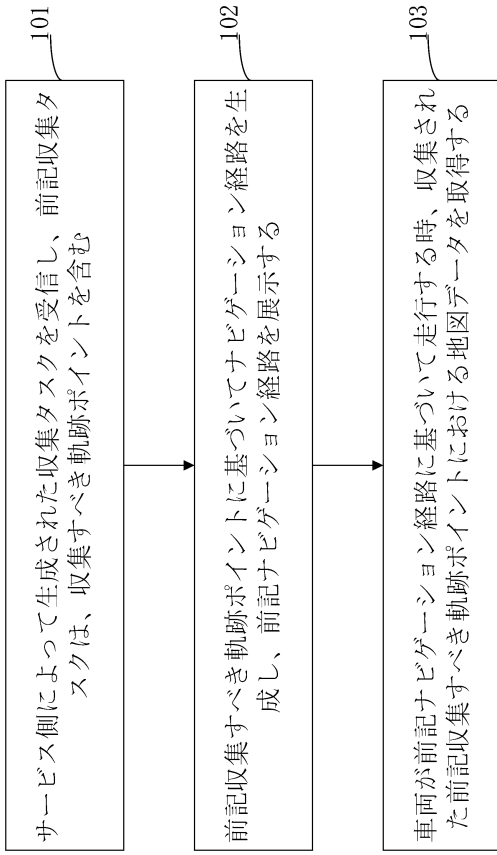 101
サービス側によって生成された収集タスクを受信し、前記収集タ
スクは、収集すべき軌跡ポイントを含む
102
前記収集すべき軌跡ポイントに基づいてナビゲーション経路を生
成し、前記ナビゲーション経路を展示する
103
車両が前記ナビゲーション経路に基づいて走行する時、収集され
た前記収集すべき軌跡ポイントにおける地図データを取得する